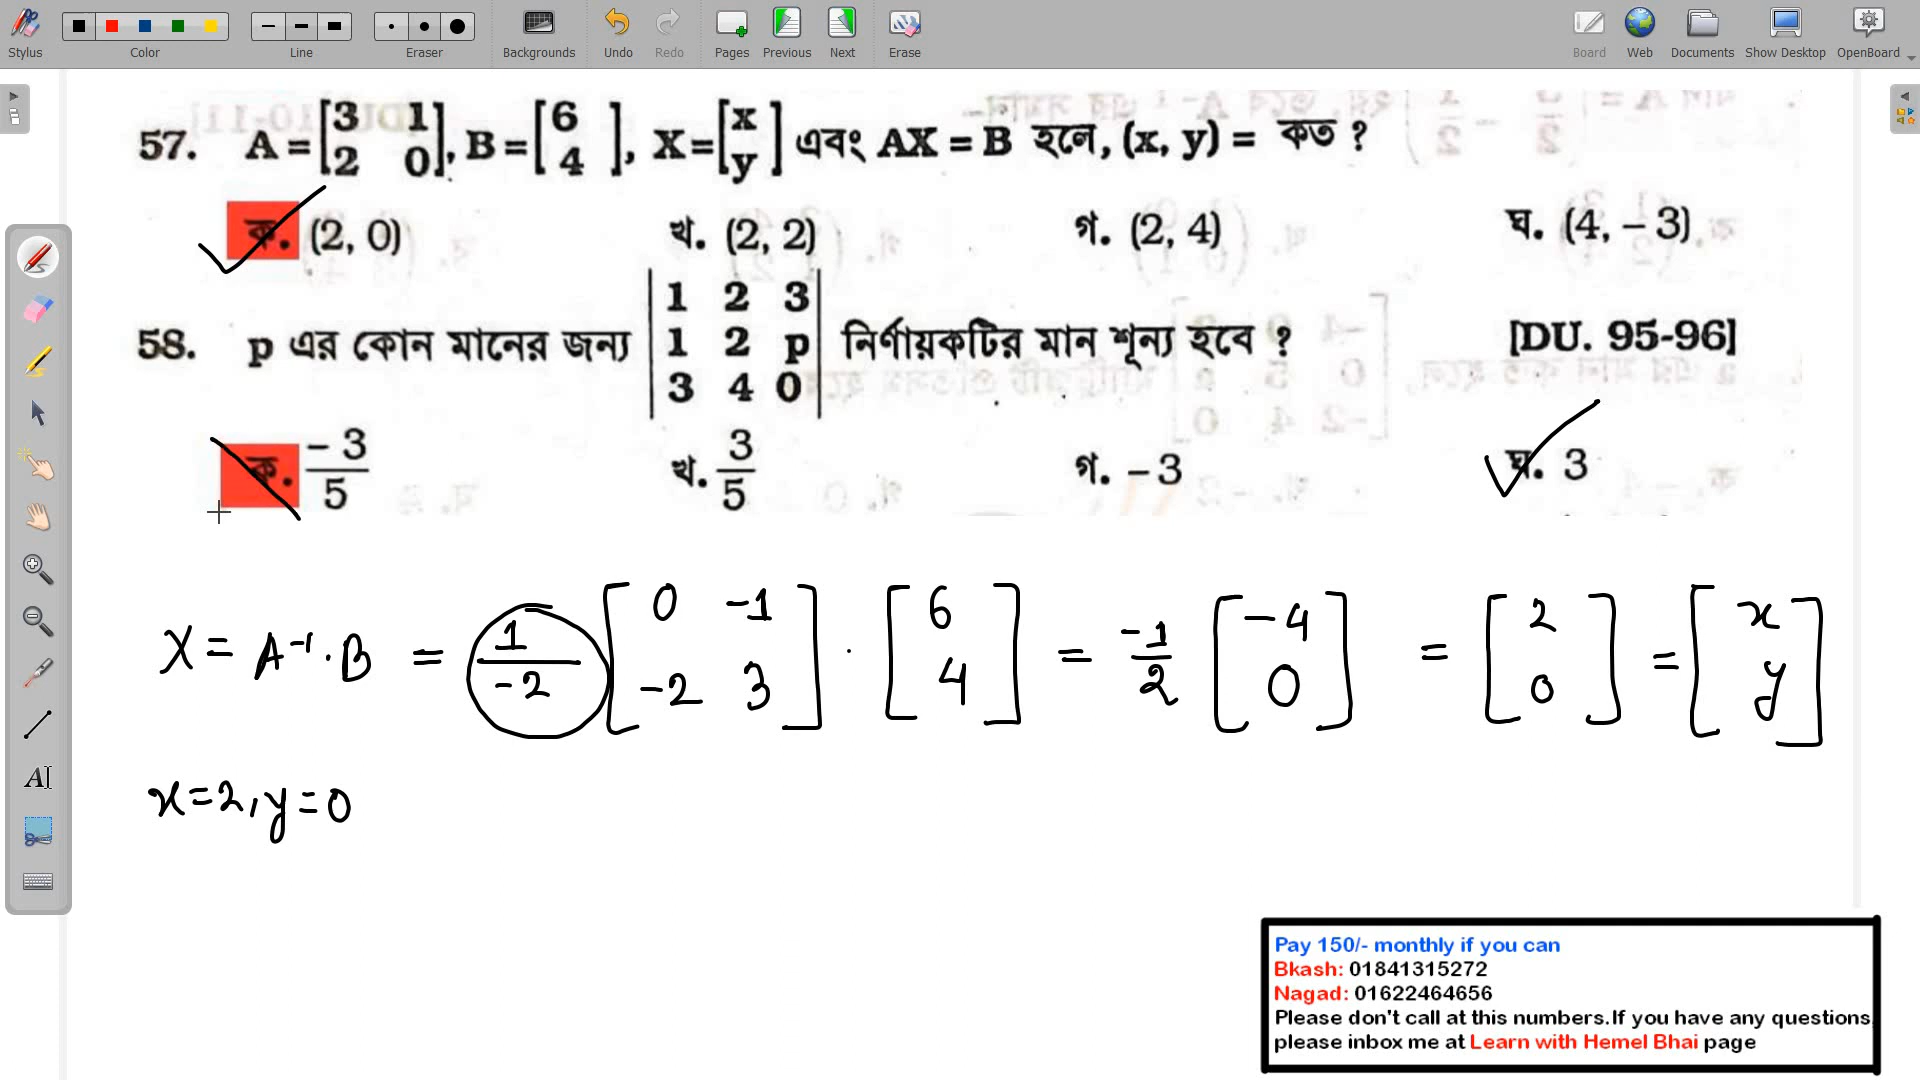 Stylus Color Line Eraser Backgrounds Undo Redo Pages Previous Next Erase Board Web Documents Show Desktop OpenBoard
57. A = [3 1 2 0], B = [6 4], X = [x y] এবং AX = B হলে, (x, y) = কত ?
ক. (2, 0) খ. (2, 2) গ. (2, 4) ঘ. (4, – 3)
58. p এর কোন মানের জন্য |1 2 3 1 2 p 3 4 0| নির্ণায়কটির মান শূন্য হবে ? [DU. 95-96]
ক. – 3/5 খ. 3/5 গ. – 3 ঘ. 3
X = A⁻¹ · B = 1/-2 [0 -1 -2 3] · [6 4] = -1/2 [-4 0] = [2 0] = [x y]
x=2, y=0
Pay 150/- monthly if you can
Bkash: 01841315272
Nagad: 01622464656
Please don't call at this numbers.If you have any questions
please inbox me at Learn with Hemel Bhai page